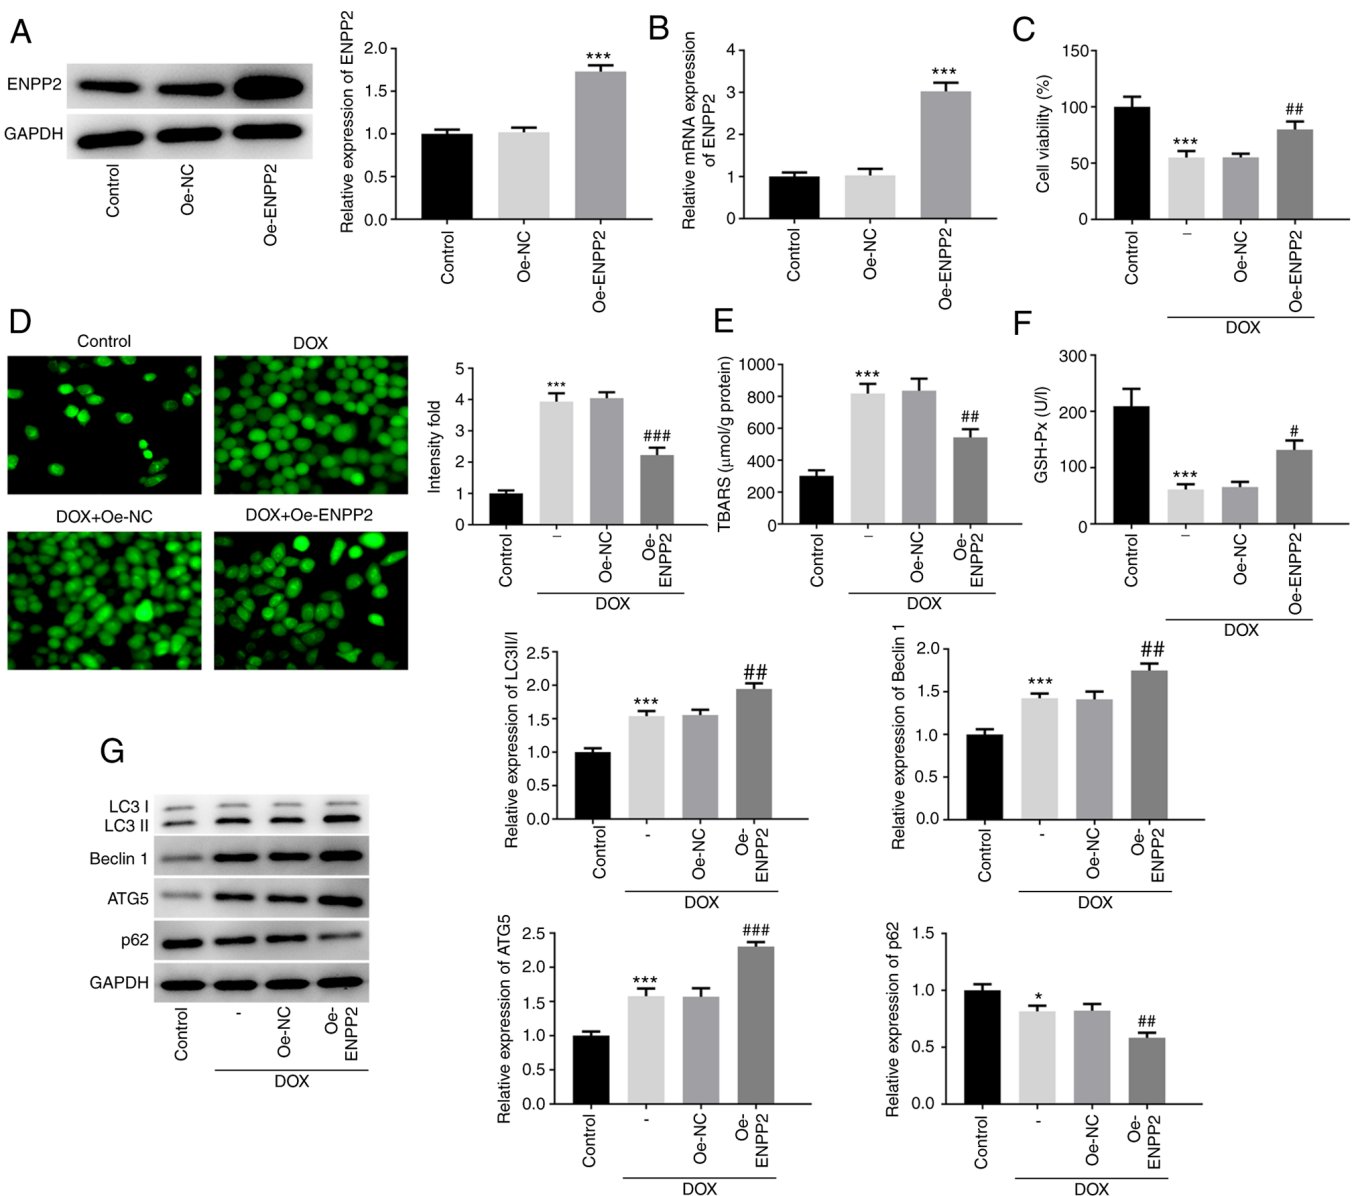 A
ENPP2
GAPDH
Control
Oe-NC
Oe-ENPP2
Relative expression of ENPP2
2.0
1.5
1.0
0.5
0.0
***
Control
Oe-NC
Oe-ENPP2
B
Relative mRNA expression
of ENPP2
4
3
2
1
0
***
Control
Oe-NC
Oe-ENPP2
C
Cell viability (%)
150
100
50
0
***
##
Control
–
Oe-NC
Oe-ENPP2
DOX
D
Control
DOX
DOX+Oe-NC
DOX+Oe-ENPP2
Intensity fold
5
4
3
2
1
0
***
###
Control
–
Oe-NC
Oe-
ENPP2
DOX
E
TBARS (μmol/g protein)
1000
800
600
400
200
0
***
##
Control
–
Oe-NC
Oe-
ENPP2
DOX
F
GSH-Px (U/l)
300
200
100
0
***
#
Control
–
Oe-NC
Oe-ENPP2
DOX
G
LC3 I
LC3 II
Beclin 1
ATG5
p62
GAPDH
Control
-
Oe-NC
Oe-
ENPP2
DOX
Relative expression of LC3II/I
2.5
2.0
1.5
1.0
0.5
0.0
***
##
Control
-
Oe-NC
Oe-
ENPP2
DOX
Relative expression of Beclin 1
2.0
1.5
1.0
0.5
0.0
***
##
Control
-
Oe-NC
Oe-
ENPP2
DOX
Relative expression of ATG5
2.5
2.0
1.5
1.0
0.5
0.0
***
###
Control
-
Oe-NC
Oe-
ENPP2
DOX
Relative expression of p62
1.5
1.0
0.5
0.0
*
##
Control
-
Oe-NC
Oe-
ENPP2
DOX